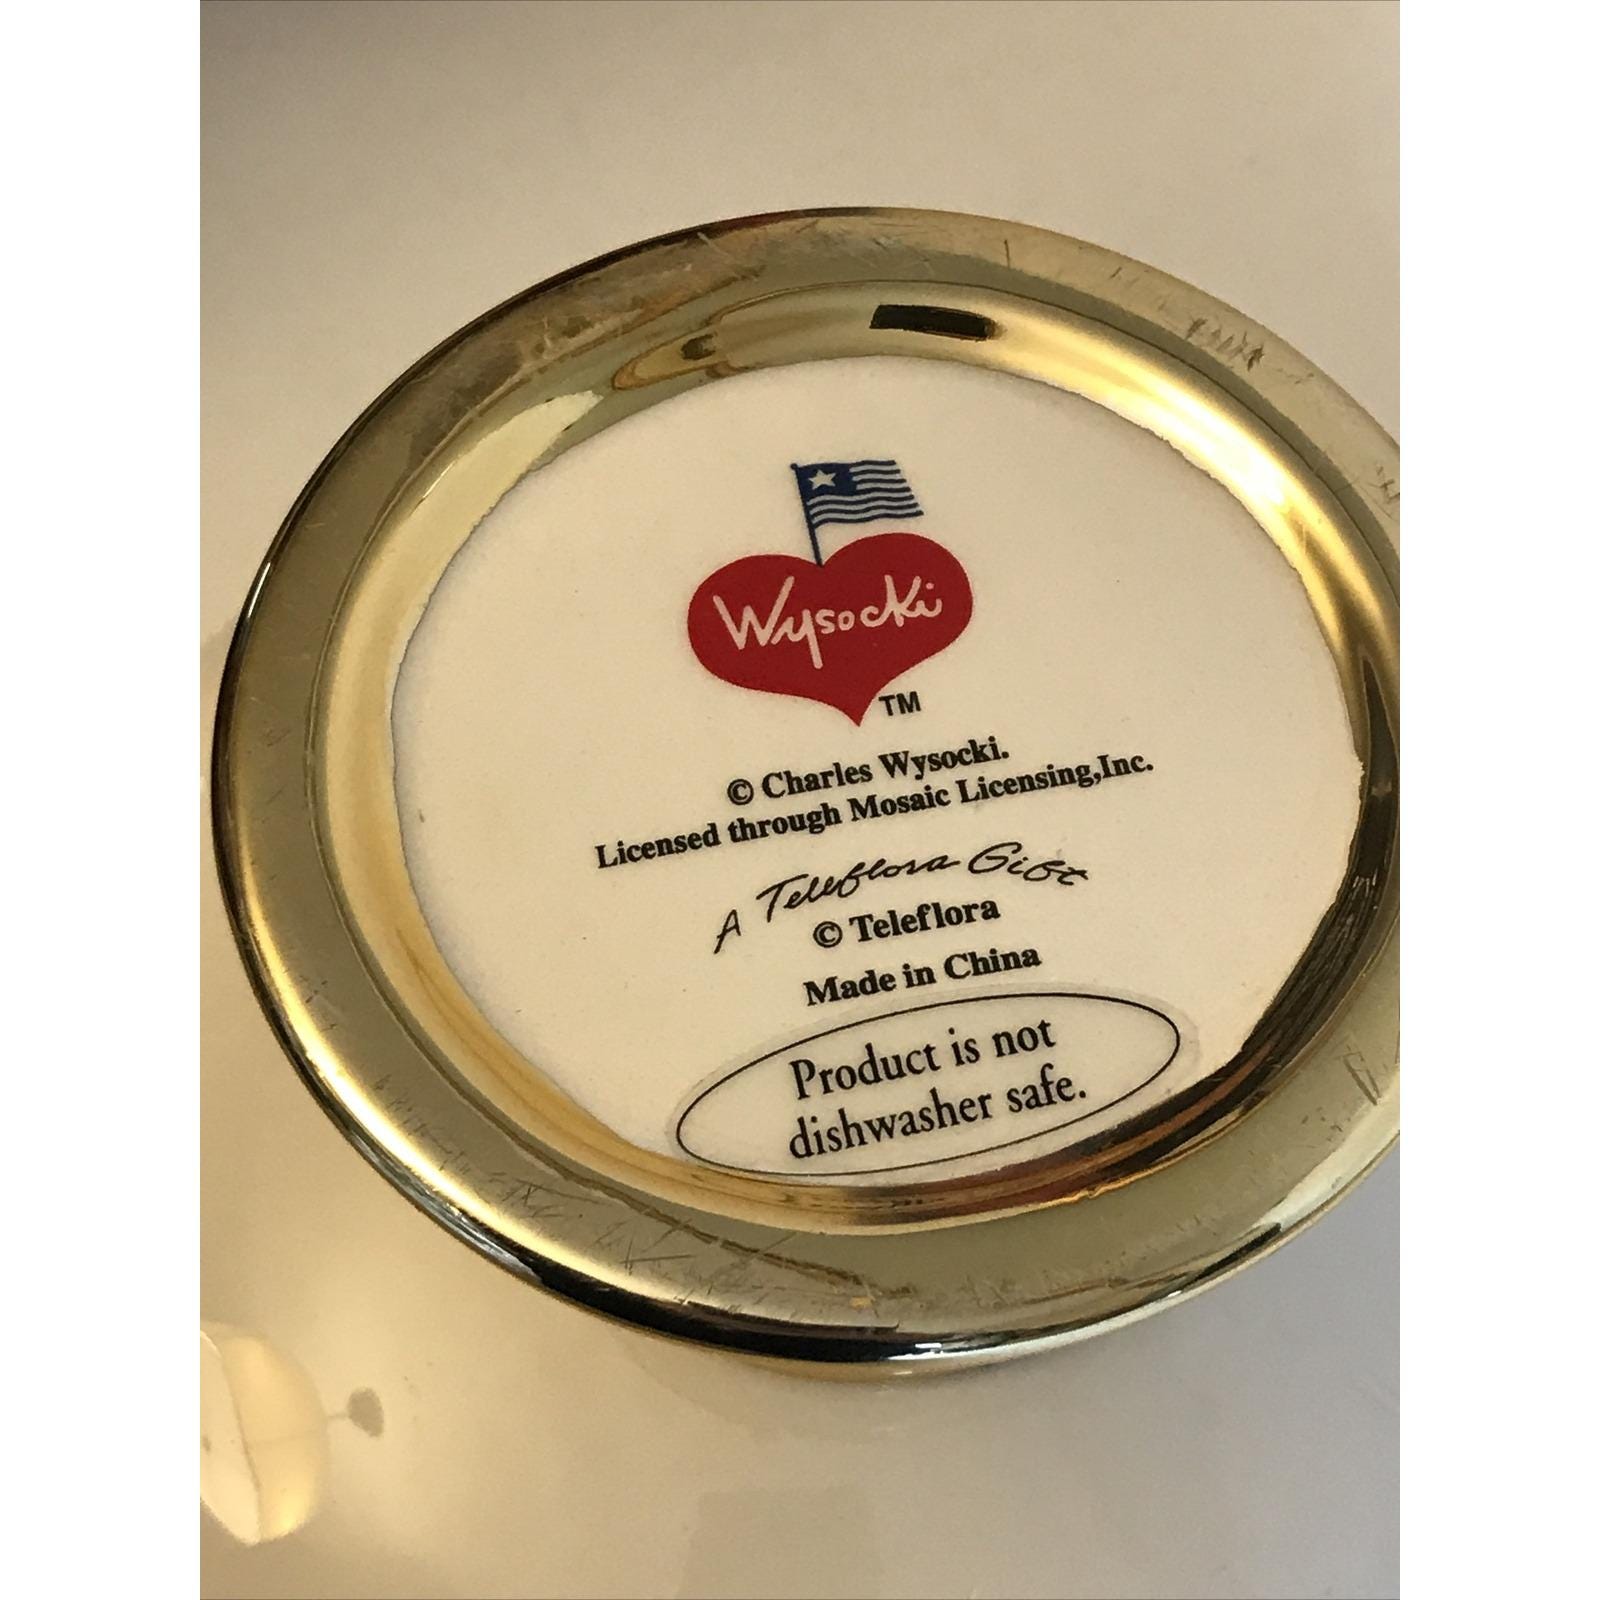 Wysocki
TM
© Charles Wysocki.
Licensed through Mosaic Licensing,Inc.
A Teleflora Gift
© Teleflora
Made in China
Product is not
dishwasher safe.